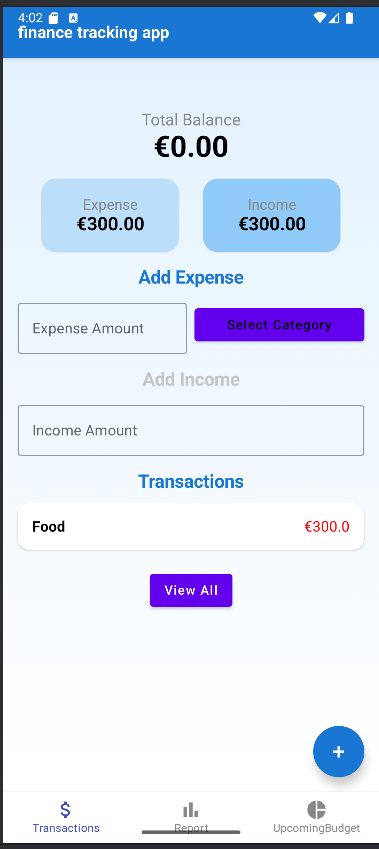 4:02
finance tracking app
Total Balance
€0.00
Expense
€300.00
Income
€300.00
Add Expense
Expense Amount
Select Category
Add Income
Income Amount
Transactions
Food €300.0
View All
+
Transactions Report UpcomingBudget